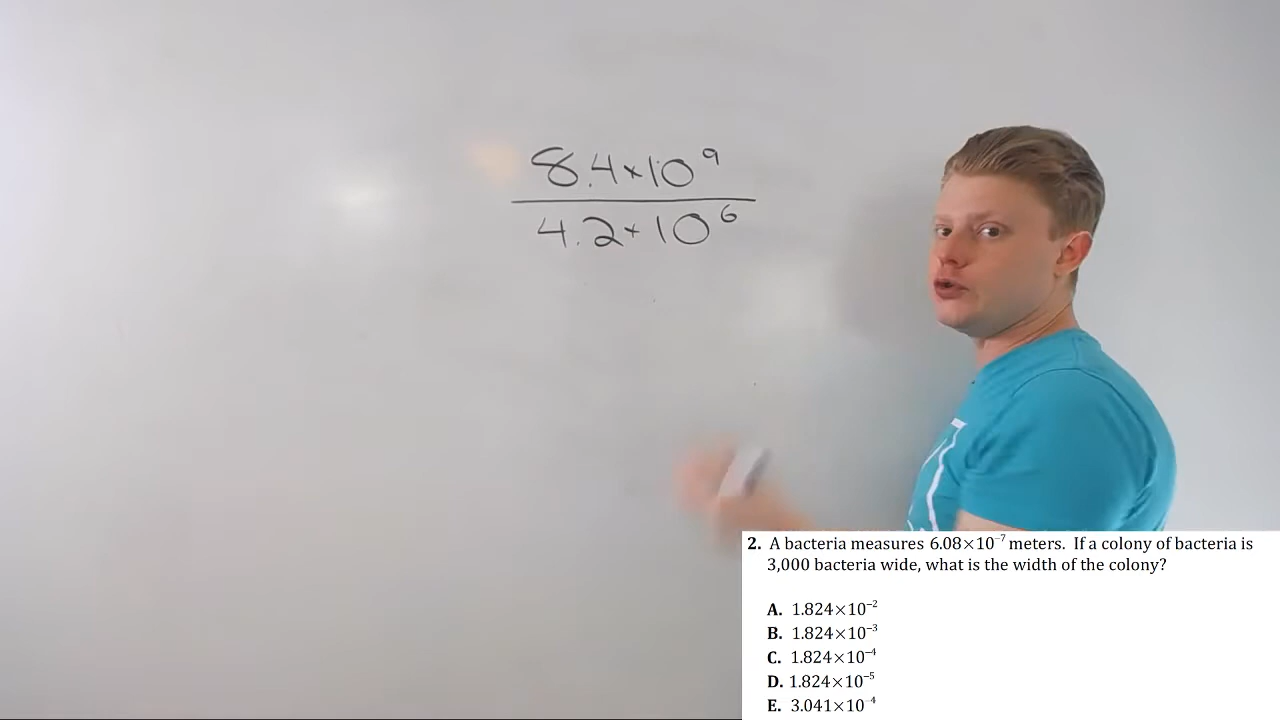 8.4×10⁹
4.2×10⁶
2. A bacteria measures 6.08×10⁻⁷ meters. If a colony of bacteria is
3,000 bacteria wide, what is the width of the colony?
A. 1.824×10⁻²
B. 1.824×10⁻³
C. 1.824×10⁻⁴
D. 1.824×10⁻⁵
E. 3.041×10⁻⁴